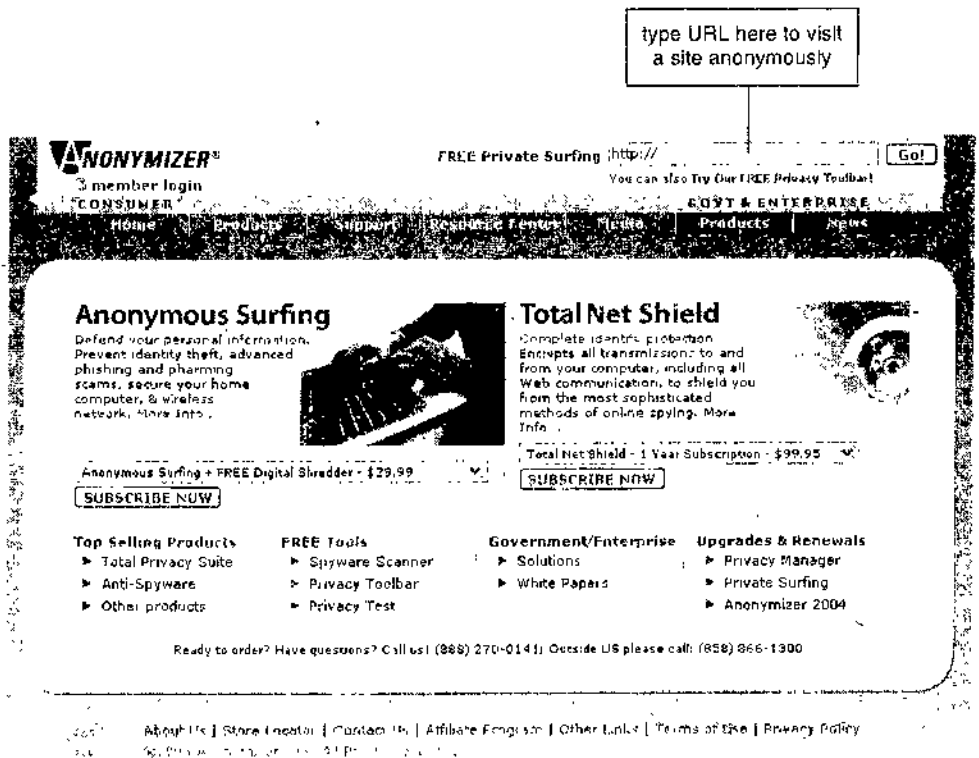 type URL here to visit
a site anonymously
ANONYMIZER®
member login
FREE Private Surfing http:// Go!
You can also Try Our FREE Privacy Toolbar!
CONSUMER GOVT & ENTERPRISE
Home Products Support Resource Center Media Products News
Anonymous Surfing
Defend your personal information.
Prevent identity theft, advanced
phishing and pharming
scams, secure your home
computer, & wireless
network. More Info
Anonymous Surfing + FREE Digital Shredder - $29.99
SUBSCRIBE NOW
Total Net Shield
Complete identity protection
Encrypts all transmissions to and
from your computer, including all
Web communication, to shield you
from the most sophisticated
methods of online spying. More
Info
Total Net Shield - 1 Year Subscription - $99.95
SUBSCRIBE NOW
Top Selling Products
Total Privacy Suite
Anti-Spyware
Other products
FREE Tools
Spyware Scanner
Privacy Toolbar
Privacy Test
Government/Enterprise
Solutions
White Papers
Upgrades & Renewals
Privacy Manager
Private Surfing
Anonymizer 2004
Ready to order? Have questions? Call us! (888) 270-0141; Outside US please call: (858) 866-1300
About Us | Store Locator | Contact Us | Affiliate Program | Other Links | Terms of Use | Privacy Policy